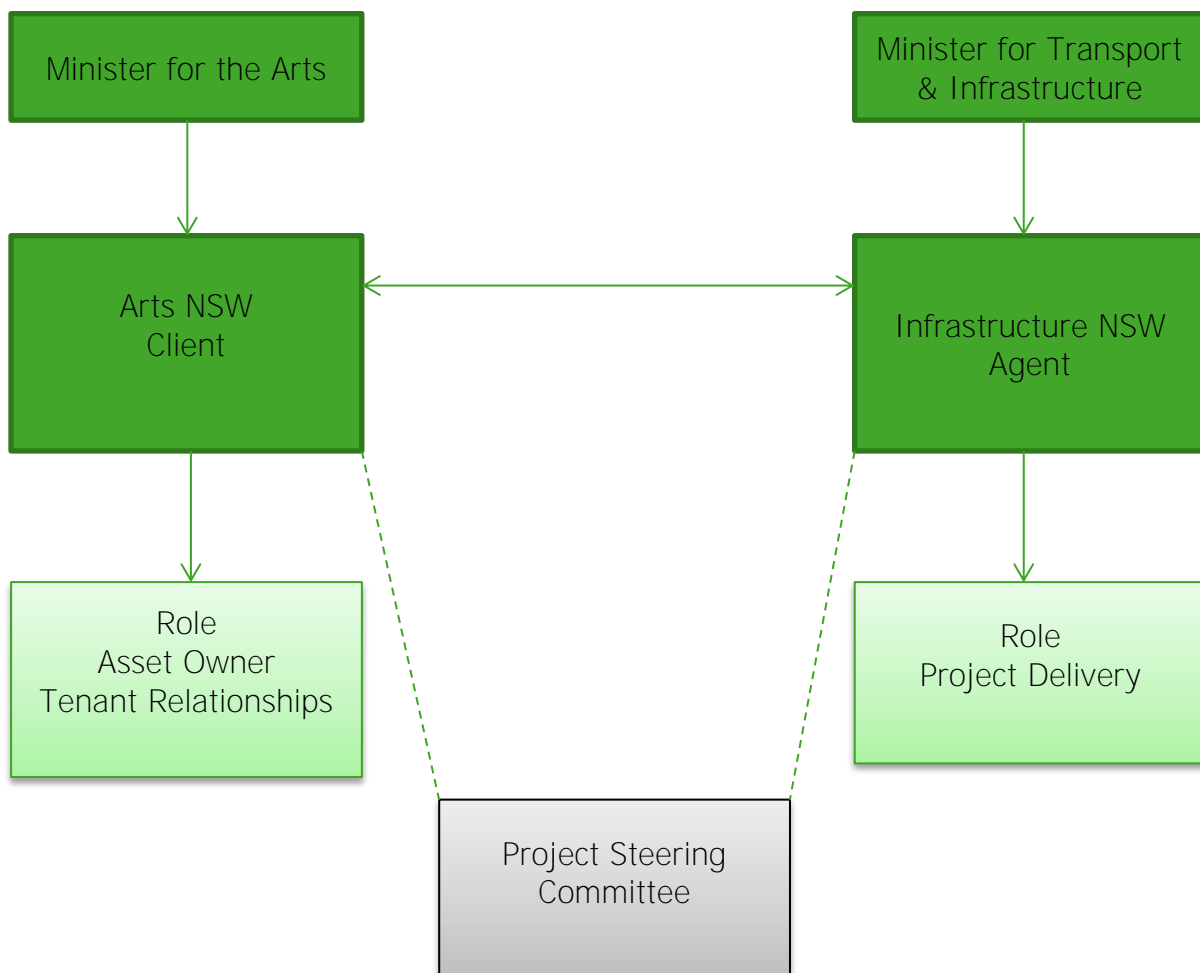 Minister for the Arts
Minister for Transport
& Infrastructure
Arts NSW
Client
Infrastructure NSW
Agent
Role
Asset Owner
Tenant Relationships
Role
Project Delivery
Project Steering
Committee